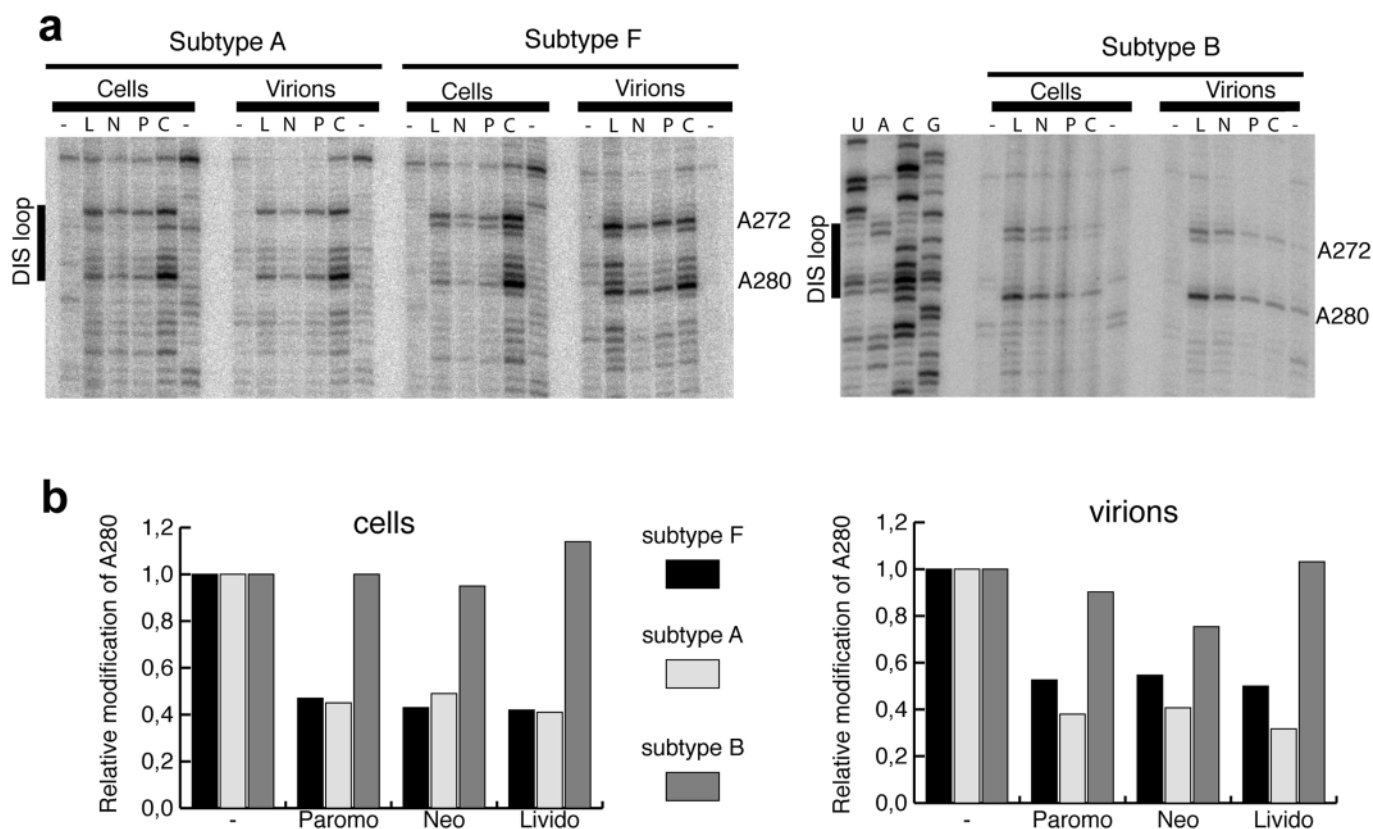 a
Subtype A
Subtype F
Subtype B
Cells
Virions
Cells
Virions
Cells
Virions
- L N P C -
- L N P C -
- L N P C -
- L N P C -
U A C G
- L N P C -
- L N P C -
DIS loop
A272
A280
DIS loop
A272
A280
b
Relative modification of A280
cells
1,2
1,0
0,8
0,6
0,4
0,2
0,0
-
Paromo
Neo
Livido
subtype F
subtype A
subtype B
Relative modification of A280
virions
1,2
1,0
0,8
0,6
0,4
0,2
0,0
-
Paromo
Neo
Livido